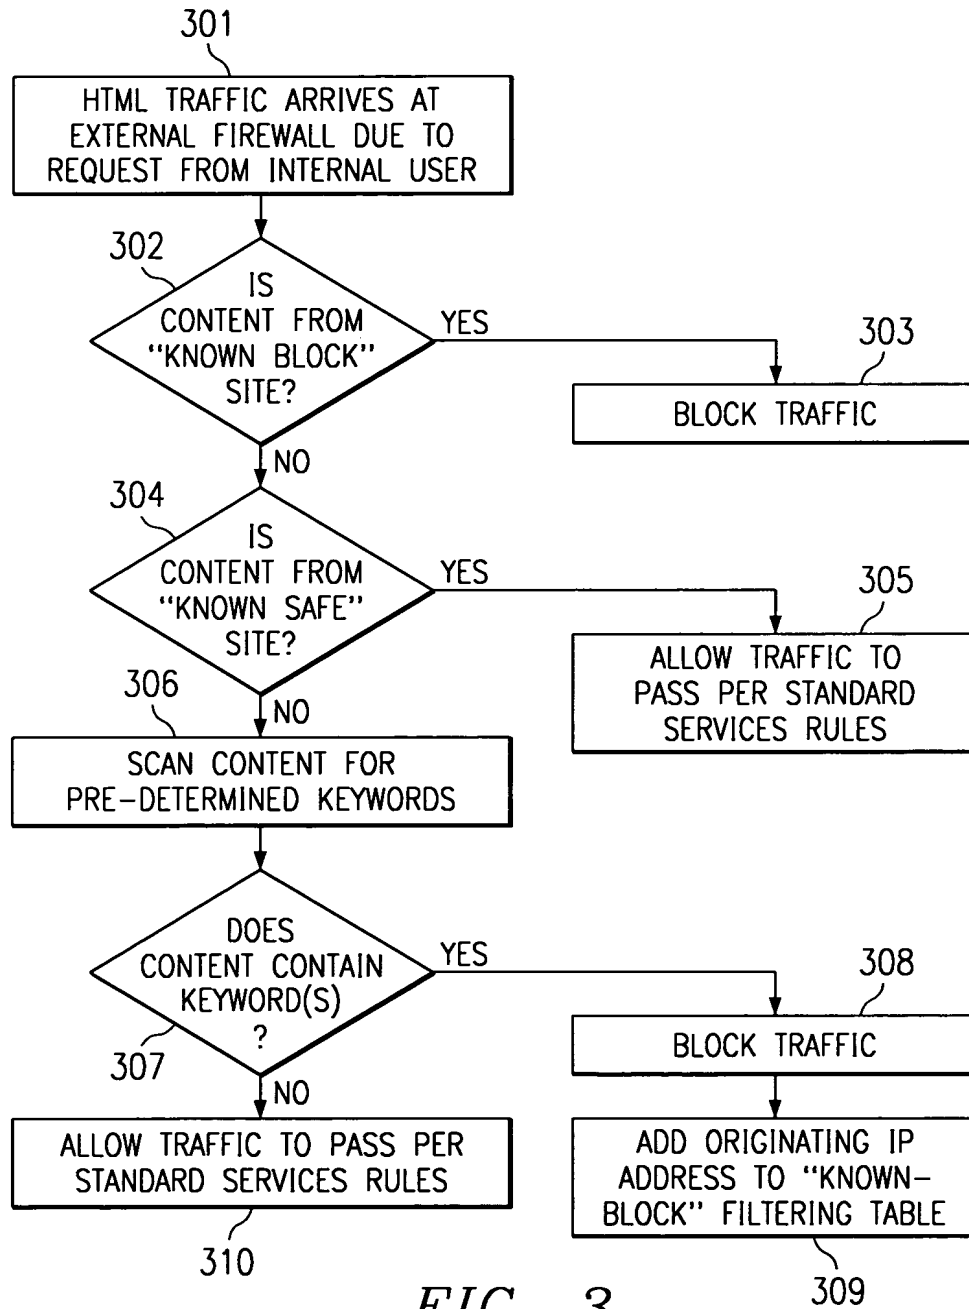 301
HTML TRAFFIC ARRIVES AT
EXTERNAL FIREWALL DUE TO
REQUEST FROM INTERNAL USER
302
IS
CONTENT FROM
"KNOWN BLOCK"
SITE?
YES
303
BLOCK TRAFFIC
NO
304
IS
CONTENT FROM
"KNOWN SAFE"
SITE?
YES
305
ALLOW TRAFFIC TO
PASS PER STANDARD
SERVICES RULES
NO
306
SCAN CONTENT FOR
PRE-DETERMINED KEYWORDS
DOES
CONTENT CONTAIN
KEYWORD(S)
?
307
YES
308
BLOCK TRAFFIC
NO
ALLOW TRAFFIC TO PASS PER
STANDARD SERVICES RULES
310
ADD ORIGINATING IP
ADDRESS TO "KNOWN-
BLOCK" FILTERING TABLE
309
FIG. 3